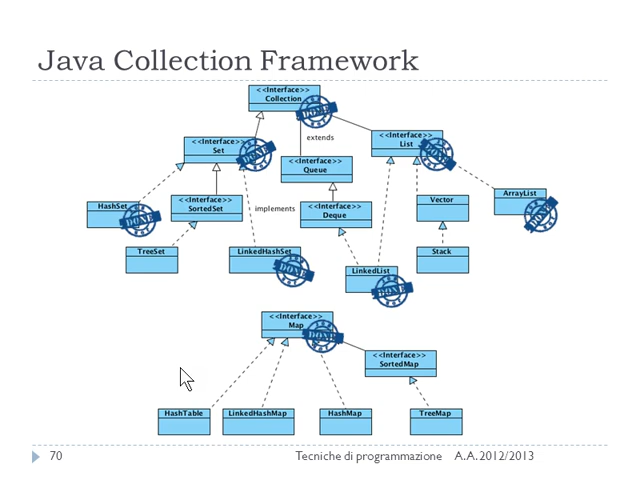 Java Collection Framework
<<Interface>>
Collection
extends
<<Interface>>
Set
<<Interface>>
List
<<Interface>>
Queue
HashSet
<<Interface>>
SortedSet
implements
<<Interface>>
Deque
Vector
ArrayList
TreeSet
LinkedHashSet
LinkedList
Stack
DONE
DONE
DONE
DONE
DONE
DONE
DONE
DONE
<<Interface>>
Map
<<Interface>>
SortedMap
HashTable
LinkedHashMap
HashMap
TreeMap
70
Tecniche di programmazione A.A. 2012/2013